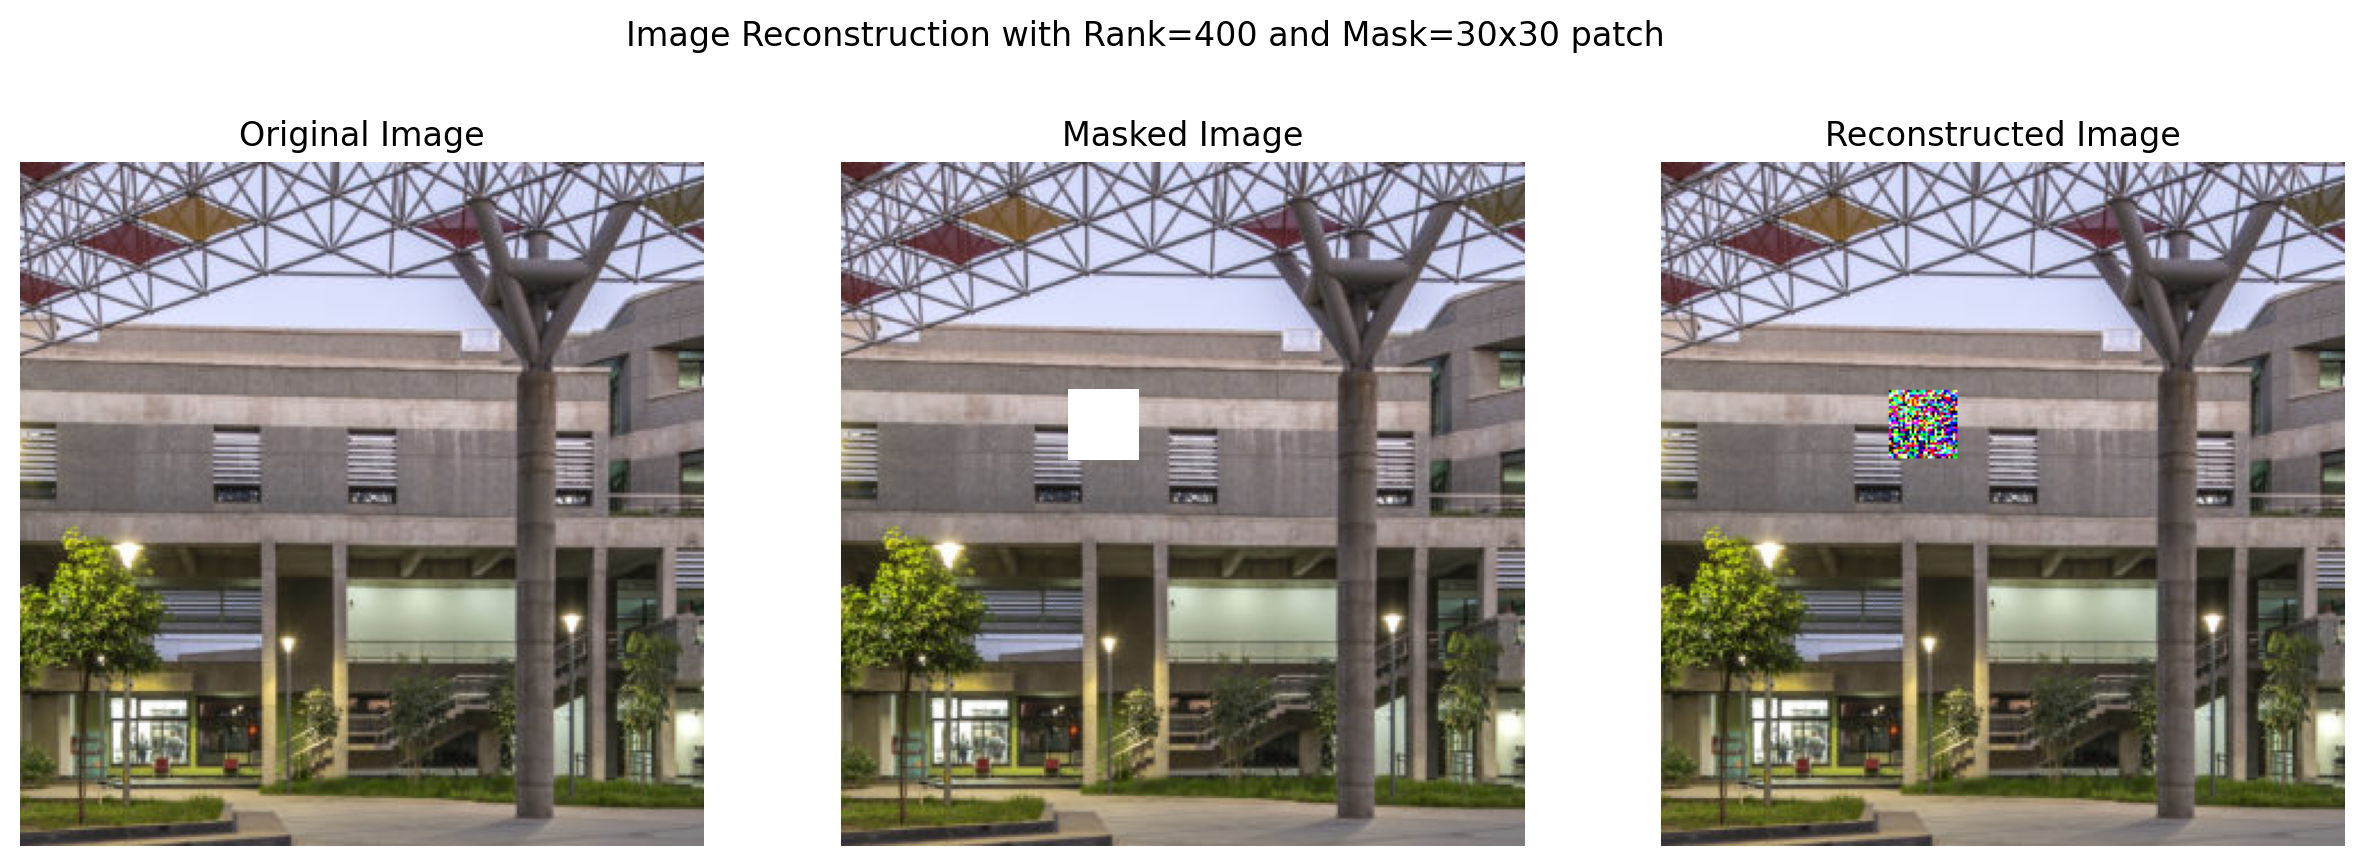 Image Reconstruction with Rank=400 and Mask=30x30 patch
Original Image
Masked Image
Reconstructed Image